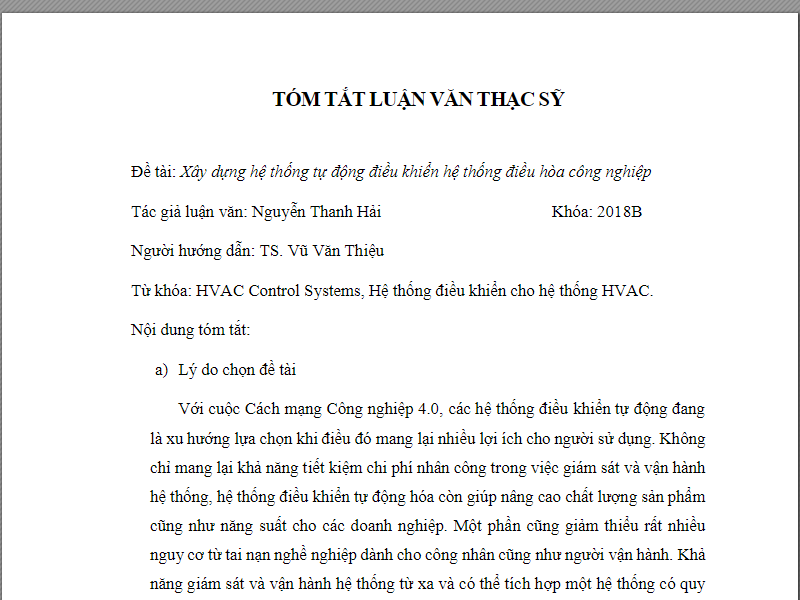 TÓM TẮT LUẬN VĂN THẠC SỸ
Đề tài: Xây dựng hệ thống tự động điều khiển hệ thống điều hòa công nghiệp
Tác giả luận văn: Nguyễn Thanh Hải Khóa: 2018B
Người hướng dẫn: TS. Vũ Văn Thiệu
Từ khóa: HVAC Control Systems, Hệ thống điều khiển cho hệ thống HVAC.
Nội dung tóm tắt:
a) Lý do chọn đề tài
Với cuộc Cách mạng Công nghiệp 4.0, các hệ thống điều khiển tự động đang
là xu hướng lựa chọn khi điều đó mang lại nhiều lợi ích cho người sử dụng. Không
chỉ mang lại khả năng tiết kiệm chi phí nhân công trong việc giám sát và vận hành
hệ thống, hệ thống điều khiển tự động hóa còn giúp nâng cao chất lượng sản phẩm
cũng như năng suất cho các doanh nghiệp. Một phần cũng giảm thiểu rất nhiều
nguy cơ từ tai nạn nghề nghiệp dành cho công nhân cũng như người vận hành. Khả
năng giám sát và vận hành hệ thống từ xa và có thể tích hợp một hệ thống có quy